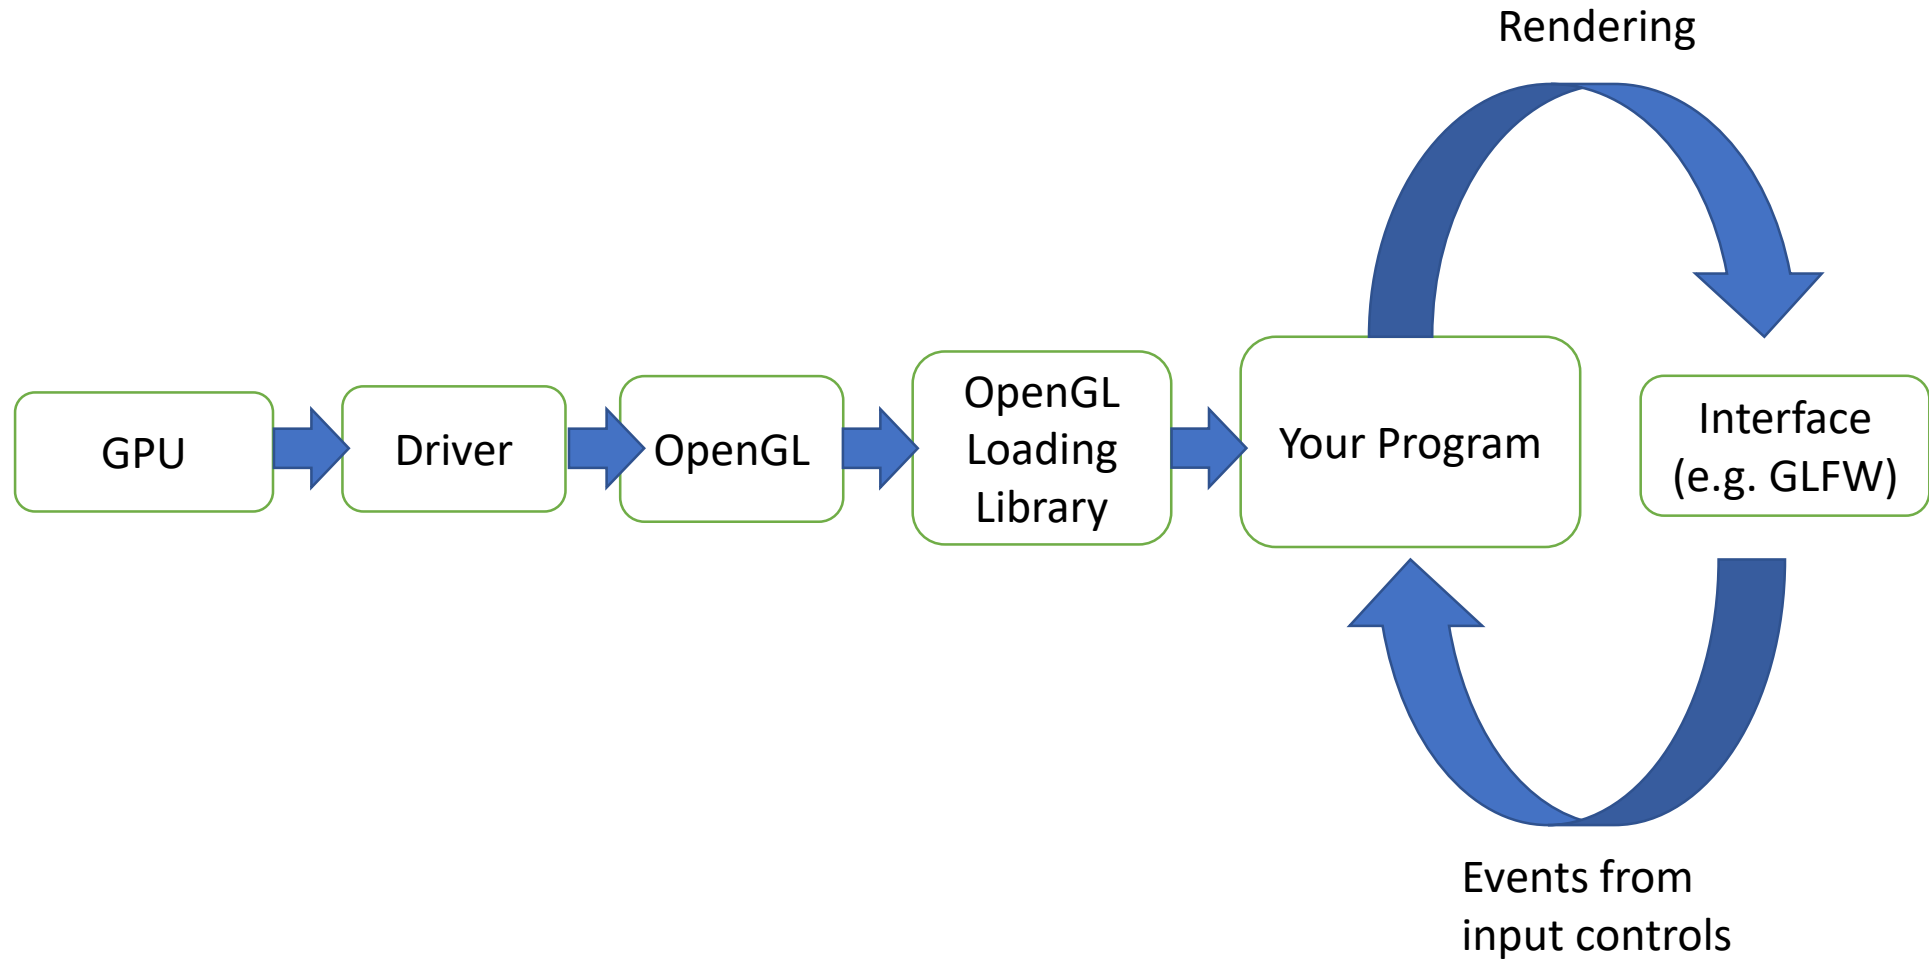 Rendering
GPU
Driver
OpenGL
OpenGL
Loading
Library
Your Program
Interface
(e.g. GLFW)
Events from
input controls